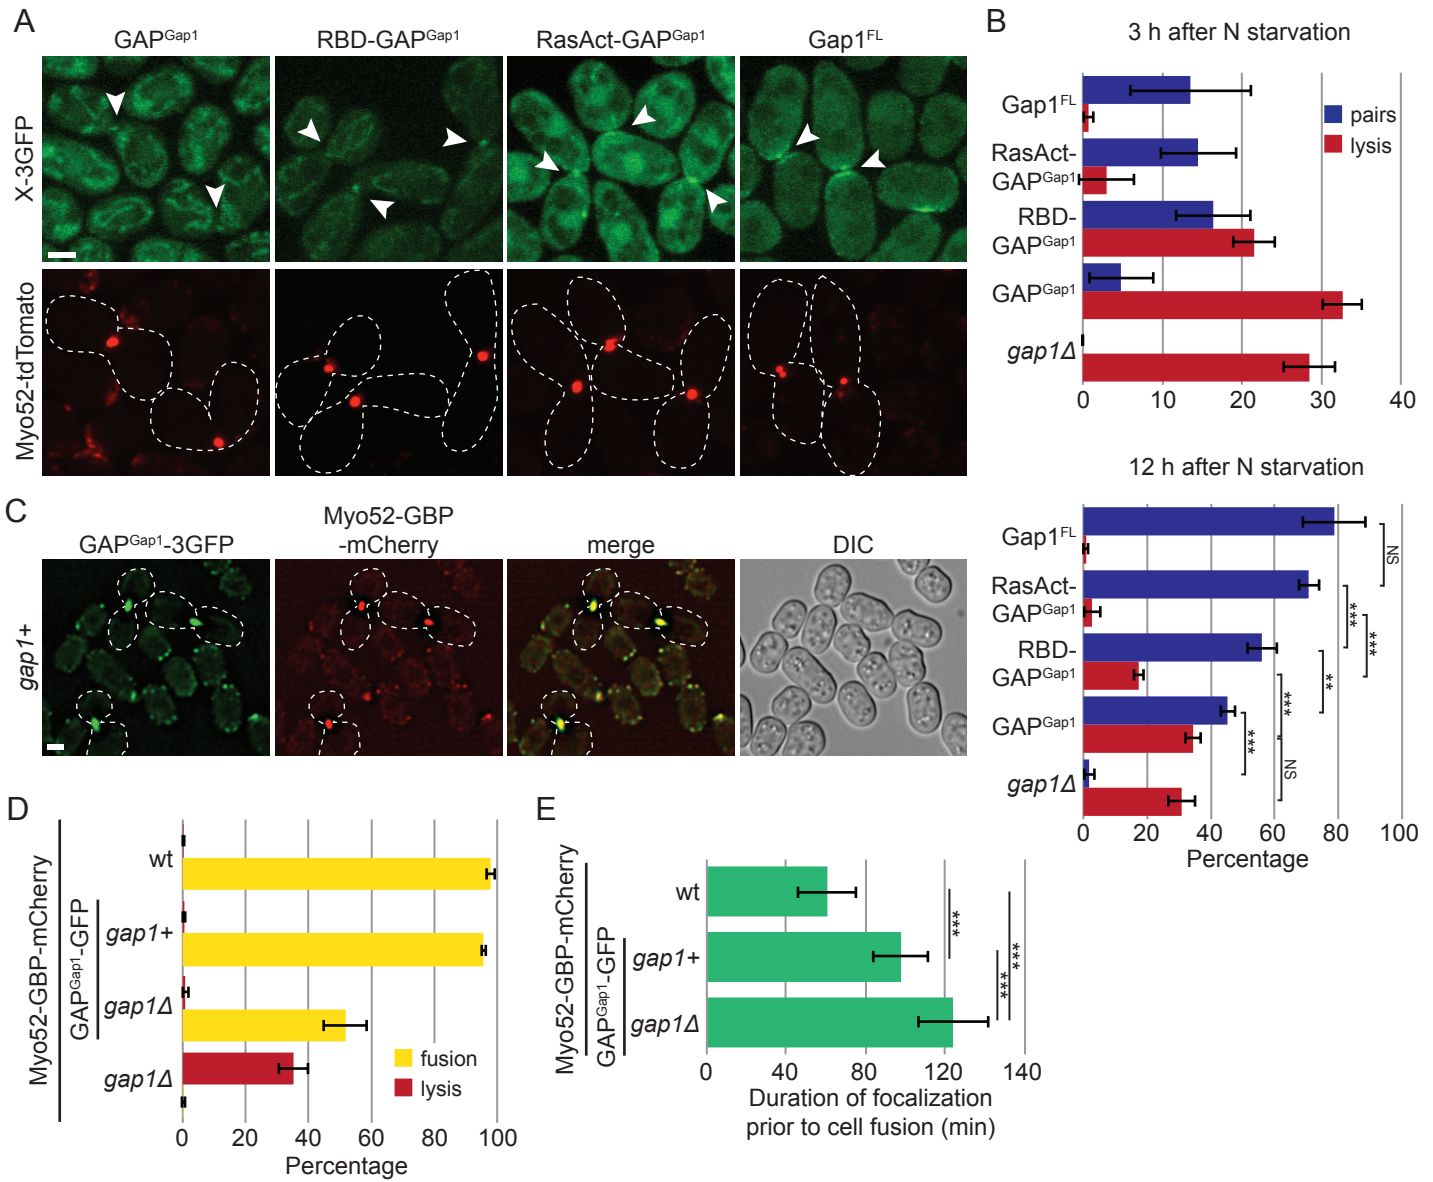 A
GAPGap1
RBD-GAPGap1
RasAct-GAPGap1
Gap1FL
X-3GFP
Myo52-tdTomato
B
3 h after N starvation
Gap1FL
RasAct-
GAPGap1
RBD-
GAPGap1
GAPGap1
gap1Δ
pairs
lysis
0 10 20 30 40
12 h after N starvation
Gap1FL
RasAct-
GAPGap1
RBD-
GAPGap1
GAPGap1
gap1Δ
NS
***
***
**
***
***
NS
0 20 40 60 80 100
Percentage
C
GAPGap1-3GFP
Myo52-GBP
-mCherry
merge
DIC
gap1+
D
Myo52-GBP-mCherry
GAPGap1-GFP
wt
gap1+
gap1Δ
gap1Δ
fusion
lysis
0 20 40 60 80 100
Percentage
E
Myo52-GBP-mCherry
GAPGap1-GFP
wt
gap1+
gap1Δ
***
***
***
0 40 80 120 140
Duration of focalization
prior to cell fusion (min)